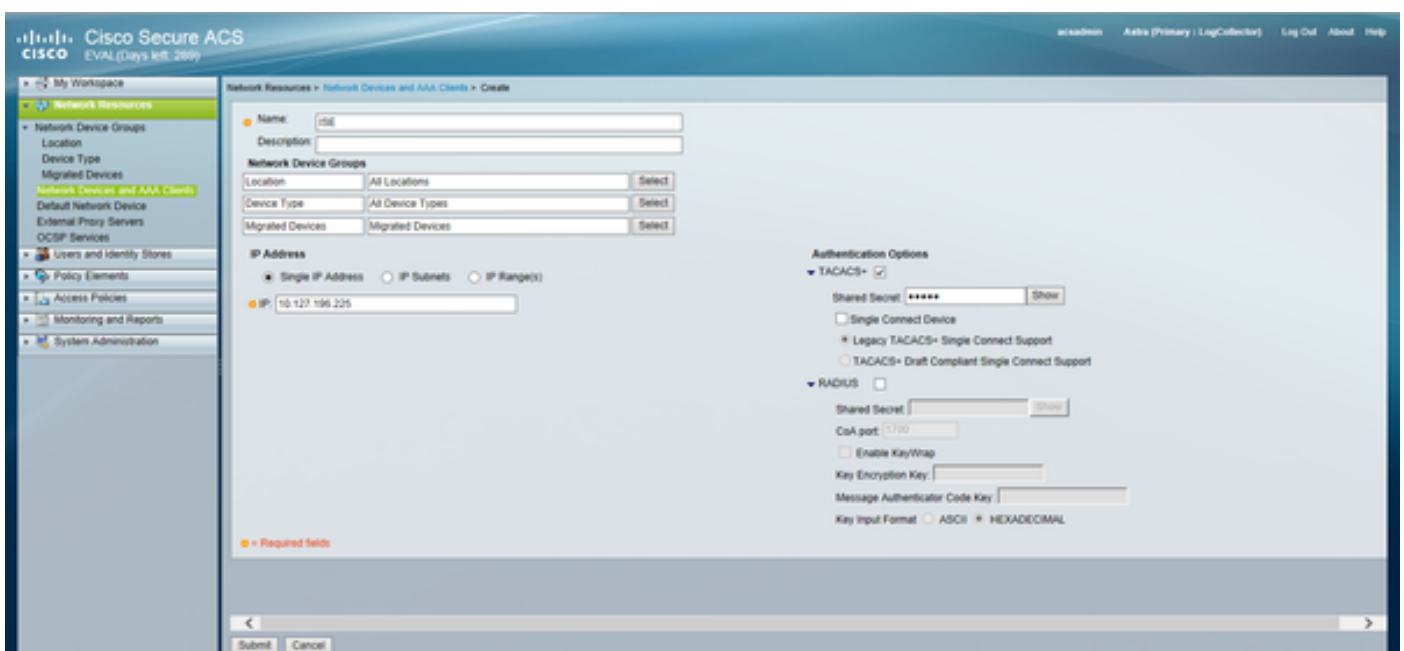 CISCO Cisco Secure ACS
EVAL(Days left: 289)
acsadmin Astra (Primary : LogCollector) Log Out About Help
My Workspace
Network Resources
Network Device Groups
Location
Device Type
Migrated Devices
Network Devices and AAA Clients
Default Network Device
External Proxy Servers
OCSP Services
Users and Identity Stores
Policy Elements
Access Policies
Monitoring and Reports
System Administration
Network Resources > Network Devices and AAA Clients > Create
Name: ISE
Description:
Network Device Groups
Location All Locations Select
Device Type All Device Types Select
Migrated Devices Migrated Devices Select
IP Address
Single IP Address IP Subnets IP Range(s)
IP: 10.127.196.225
Authentication Options
TACACS+
Shared Secret: ●●●●● Show
Single Connect Device
Legacy TACACS+ Single Connect Support
TACACS+ Draft Compliant Single Connect Support
RADIUS
Shared Secret: Show
CoA port: 1700
Enable KeyWrap
Key Encryption Key:
Message Authenticator Code Key:
Key Input Format ASCII HEXADECIMAL
= Required fields
Submit Cancel